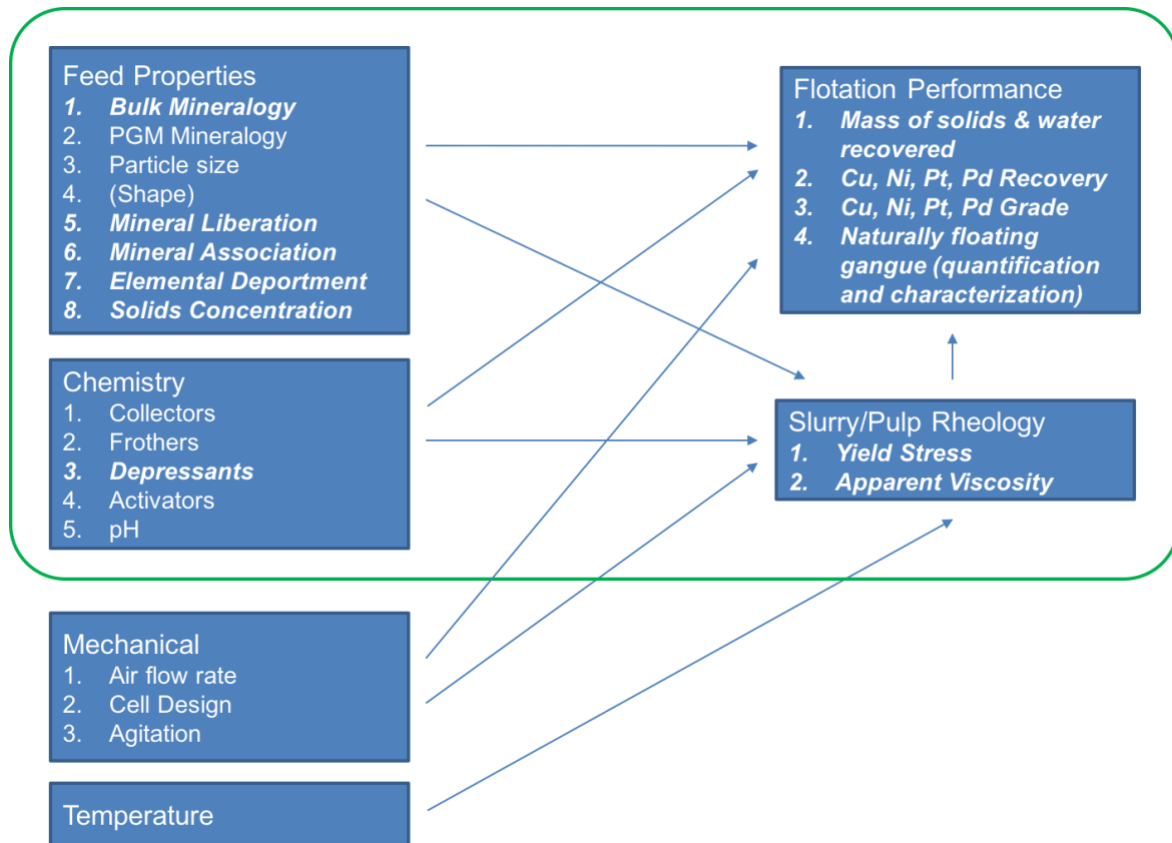 Feed Properties
1. Bulk Mineralogy
2. PGM Mineralogy
3. Particle size
4. (Shape)
5. Mineral Liberation
6. Mineral Association
7. Elemental Deportment
8. Solids Concentration
Chemistry
1. Collectors
2. Frothers
3. Depressants
4. Activators
5. pH
Mechanical
1. Air flow rate
2. Cell Design
3. Agitation
Temperature
Flotation Performance
1. Mass of solids & water
recovered
2. Cu, Ni, Pt, Pd Recovery
3. Cu, Ni, Pt, Pd Grade
4. Naturally floating
gangue (quantification
and characterization)
Slurry/Pulp Rheology
1. Yield Stress
2. Apparent Viscosity